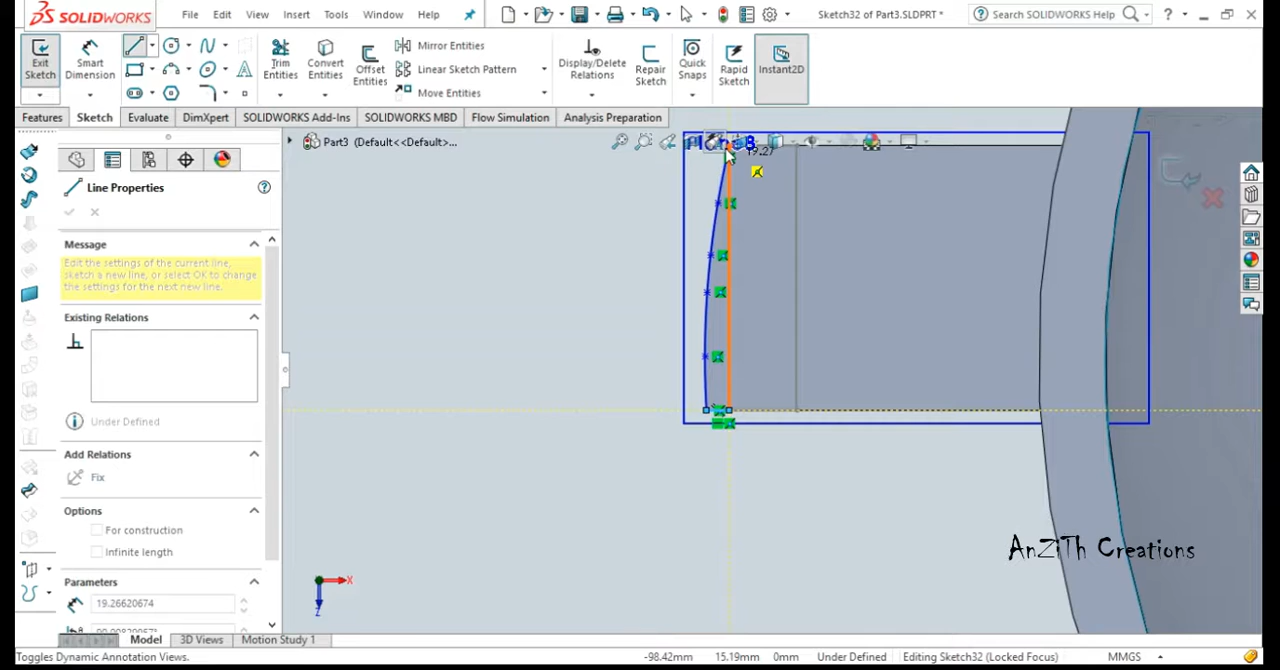 SOLIDWORKS
File Edit View Insert Tools Window Help
Sketch32 of Part3.SLDPRT *
Search SOLIDWORKS Help
Exit Sketch
Smart Dimension
Trim Entities
Convert Entities
Offset Entities
Mirror Entities
Linear Sketch Pattern
Move Entities
Display/Delete Relations
Repair Sketch
Quick Snaps
Rapid Sketch
Instant2D
Features Sketch Evaluate DimXpert SOLIDWORKS Add-Ins SOLIDWORKS MBD Flow Simulation Analysis Preparation
Part3 (Default<<Default>...
19.27
Line Properties
Message
Edit the settings of the current line,
sketch a new line, or select OK to change
the settings for the next new line.
Existing Relations
Under Defined
Add Relations
Fix
Options
For construction
Infinite length
Parameters
19.26620674
X
Z
AnZiTh Creations
Model 3D Views Motion Study 1
Toggles Dynamic Annotation Views. -98.42mm 15.19mm 0mm Under Defined Editing Sketch32 (Locked Focus) MMGS